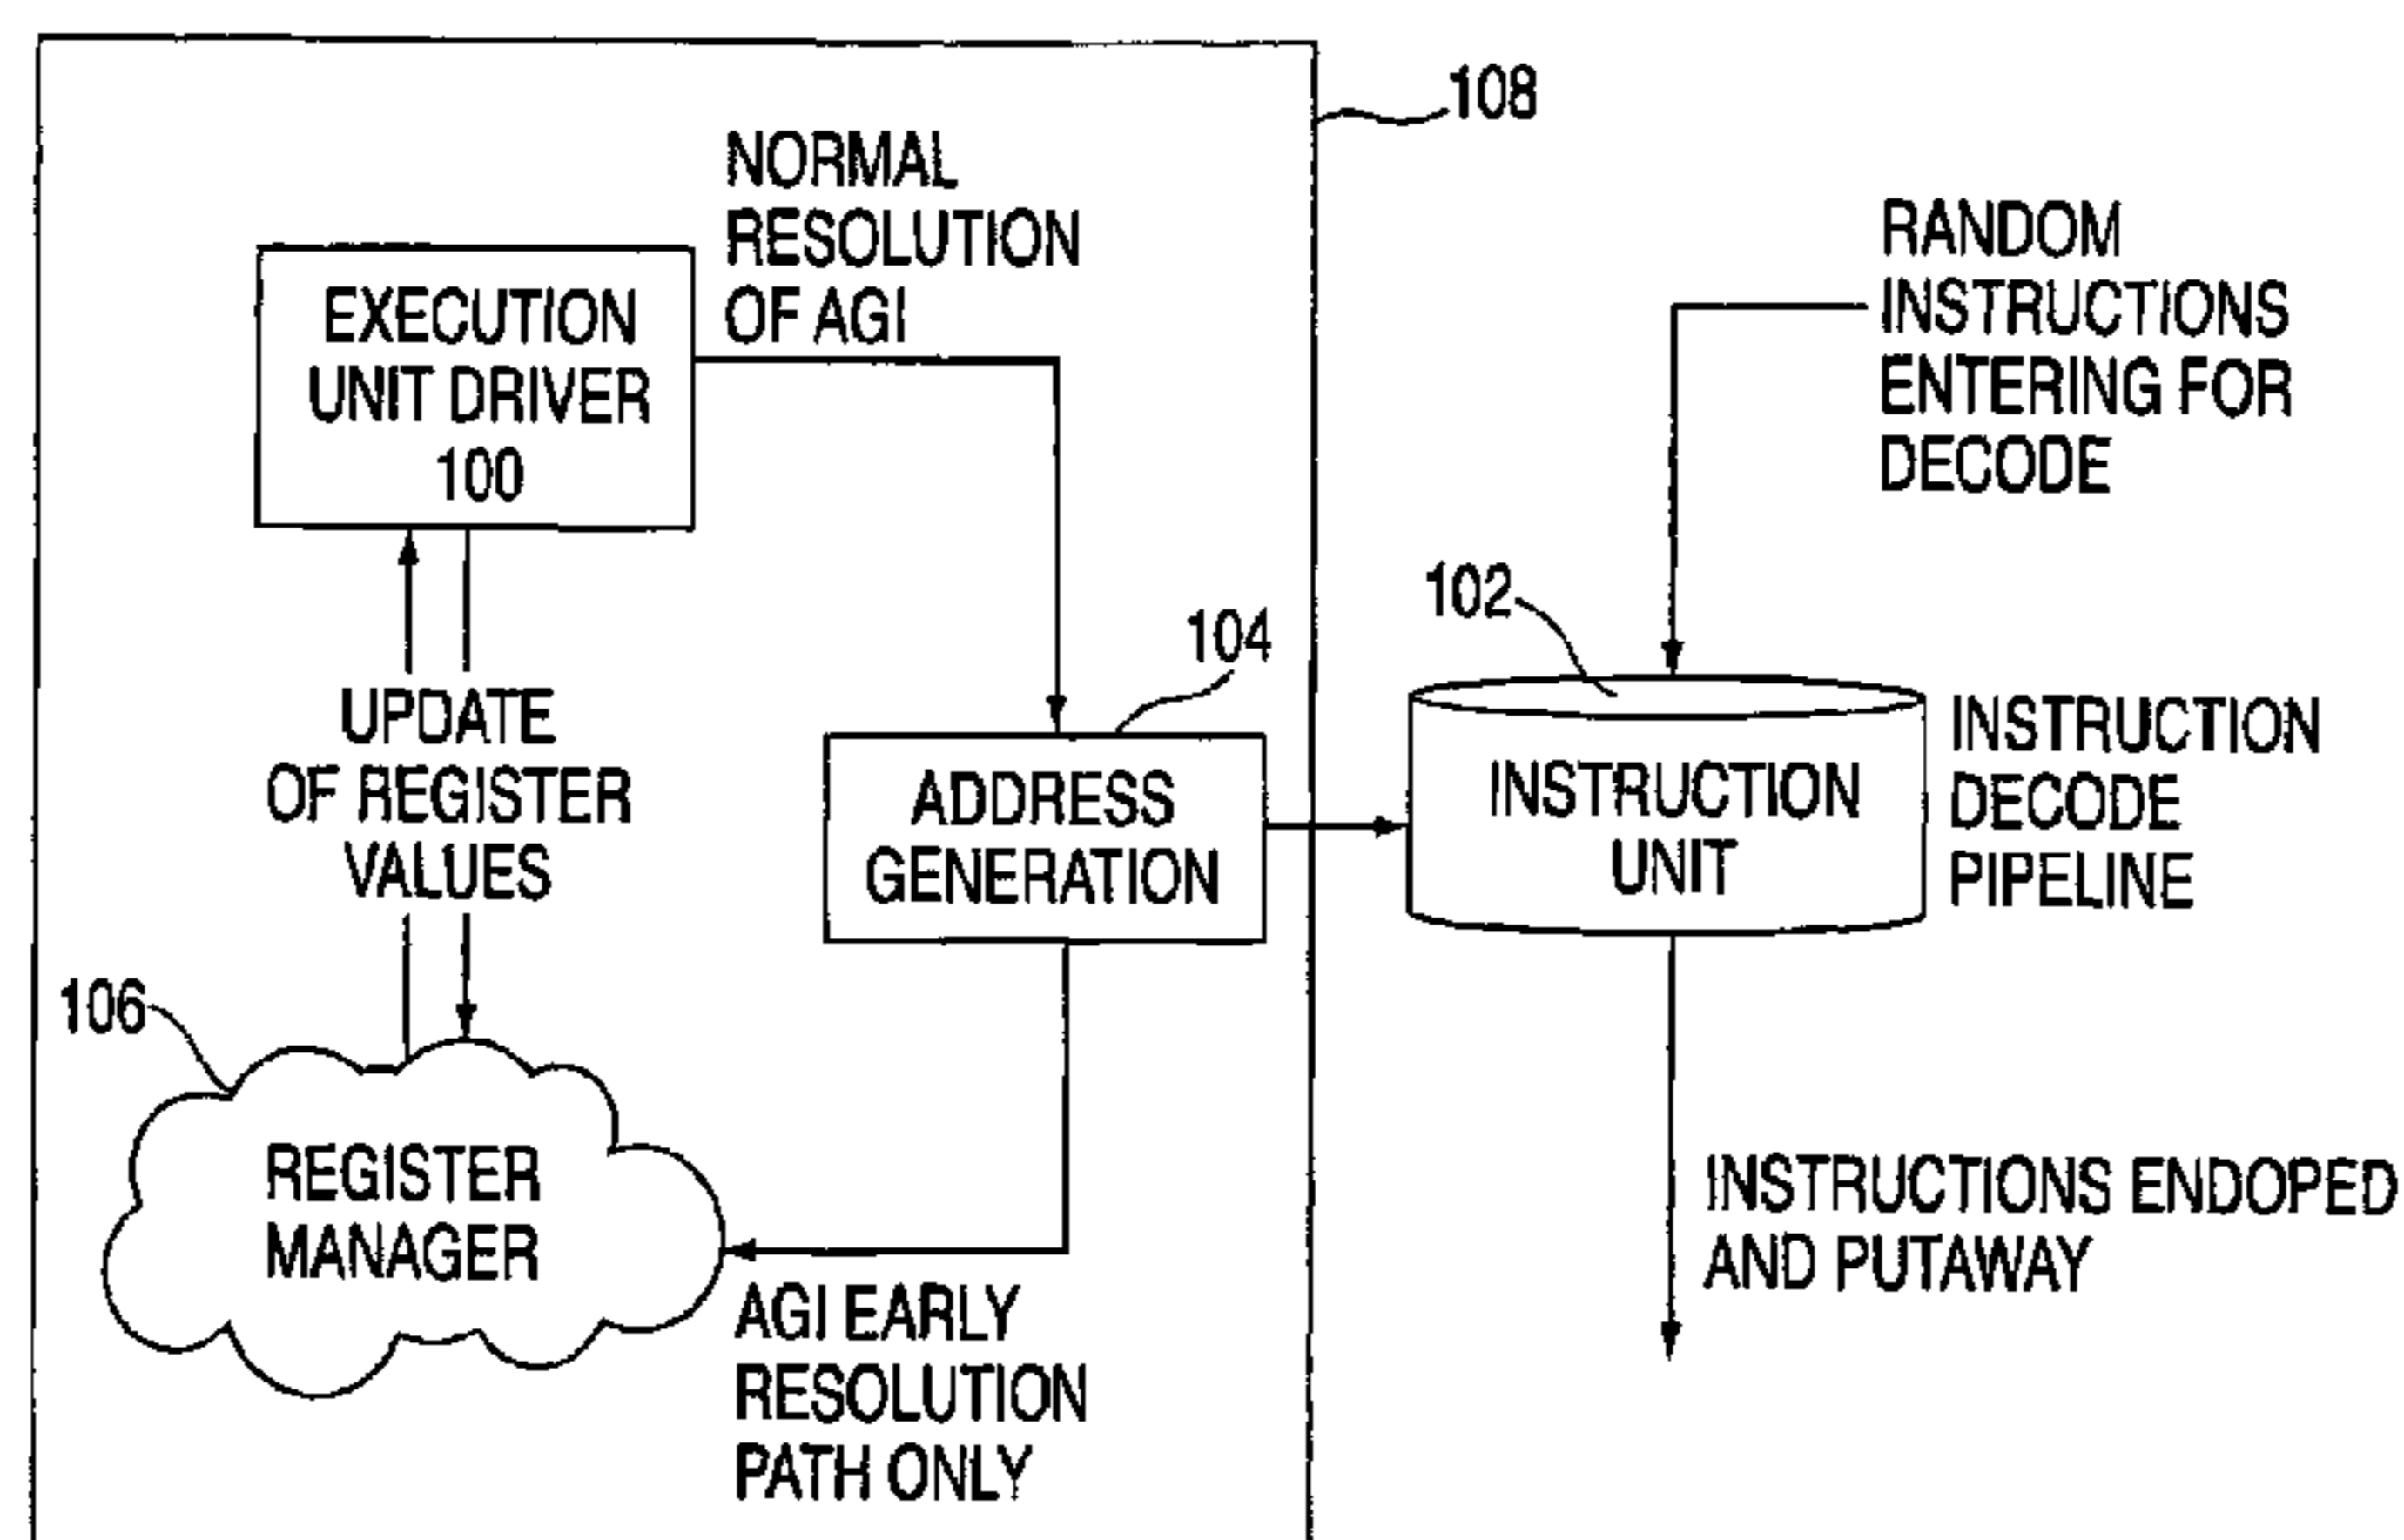 108
NORMAL
RESOLUTION
OF AGI
EXECUTION
UNIT DRIVER
100
RANDOM
INSTRUCTIONS
ENTERING FOR
DECODE
102
104
UPDATE
OF REGISTER
VALUES
ADDRESS
GENERATION
INSTRUCTION
UNIT
INSTRUCTION
DECODE
PIPELINE
106
REGISTER
MANAGER
INSTRUCTIONS ENDOPED
AND PUTAWAY
AGI EARLY
RESOLUTION
PATH ONLY